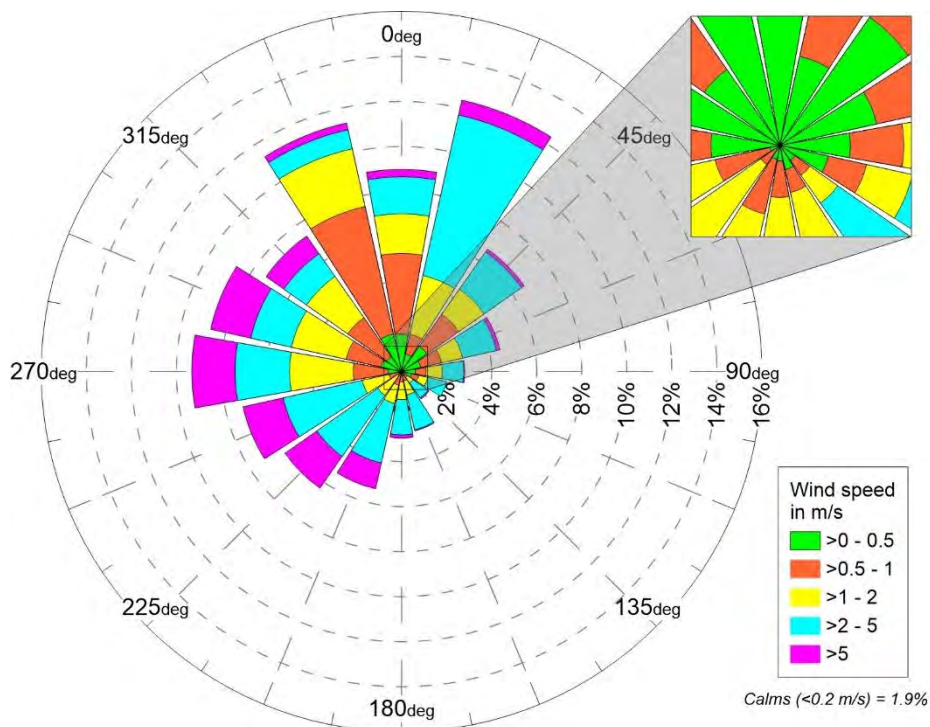 0deg
315deg
45deg
270deg
90deg
2%
4%
6%
8%
10%
12%
14%
16%
225deg
135deg
180deg
Wind speed
in m/s
>0 - 0.5
>0.5 - 1
>1 - 2
>2 - 5
>5
Calms (<0.2 m/s) = 1.9%